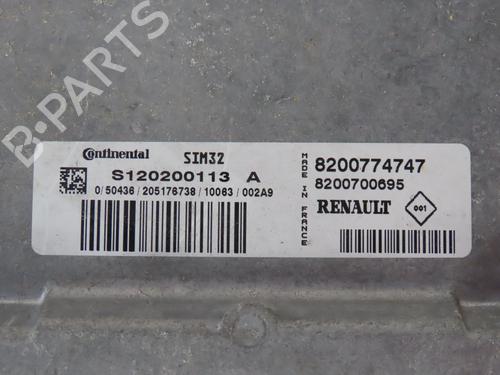 B-PARTS
Continental SIM32
S120200113 A
0/50436/205176738/10063/002A9
MADE IN FRANCE
8200774747
8200700695
RENAULT
001